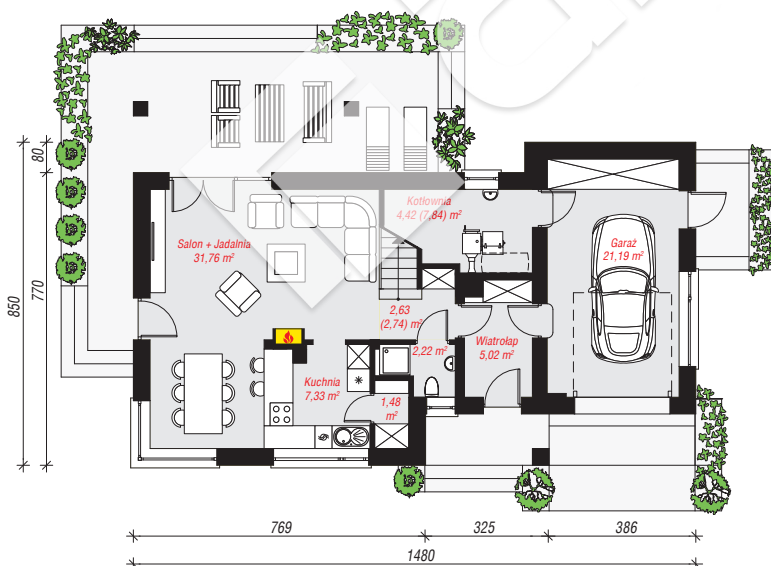 Kotłownia
4,42 (7,84) m²
Salon + Jadalnia
31,76 m²
Garaż
21,19 m²
2,63
(2,74) m²
2,22 m²
Wiatrołap
5,02 m²
Kuchnia
7,33 m²
1,48
m²
80
850
770
769
325
386
1480